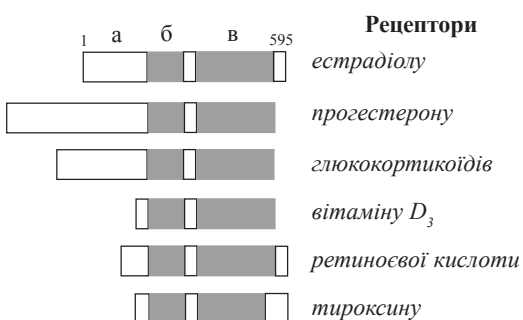 Рецептори
1 а б в 595
естрадіолу
прогестерону
глюкокортикоїдів
вітаміну D3
ретиноєвої кислоти
тироксину